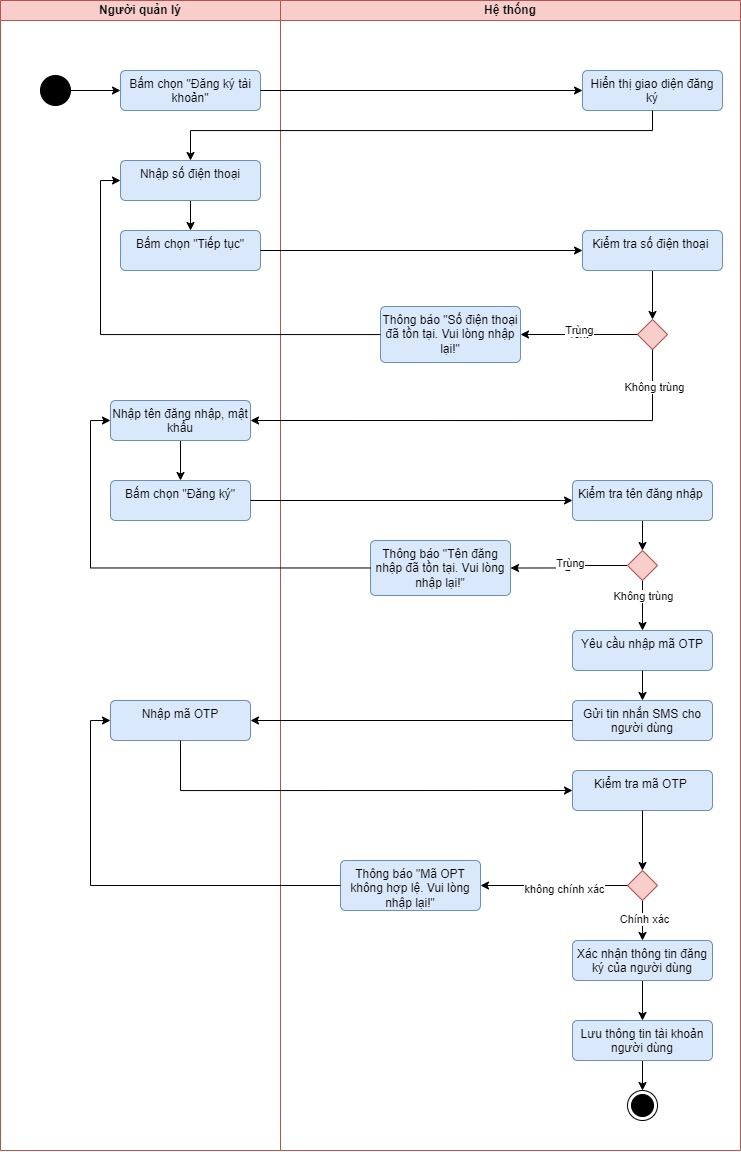 Người quản lý
Hệ thống
Bấm chọn "Đăng ký tài
khoản"
Hiển thị giao diện đăng
ký
Nhập số điện thoại
Bấm chọn "Tiếp tục"
Kiểm tra số điện thoại
Thông báo "Số điện thoại
đã tồn tại. Vui lòng nhập
lại!"
Trùng
Không trùng
Nhập tên đăng nhập, mật
khẩu
Bấm chọn "Đăng ký"
Kiểm tra tên đăng nhập
Thông báo "Tên đăng
nhập đã tồn tại. Vui lòng
nhập lại!"
Trùng
Không trùng
Yêu cầu nhập mã OTP
Nhập mã OTP
Gửi tin nhắn SMS cho
người dùng
Kiểm tra mã OTP
Thông báo "Mã OPT
không hợp lệ. Vui lòng
nhập lại!"
không chính xác
Chính xác
Xác nhận thông tin đăng
ký của người dùng
Lưu thông tin tài khoản
người dùng